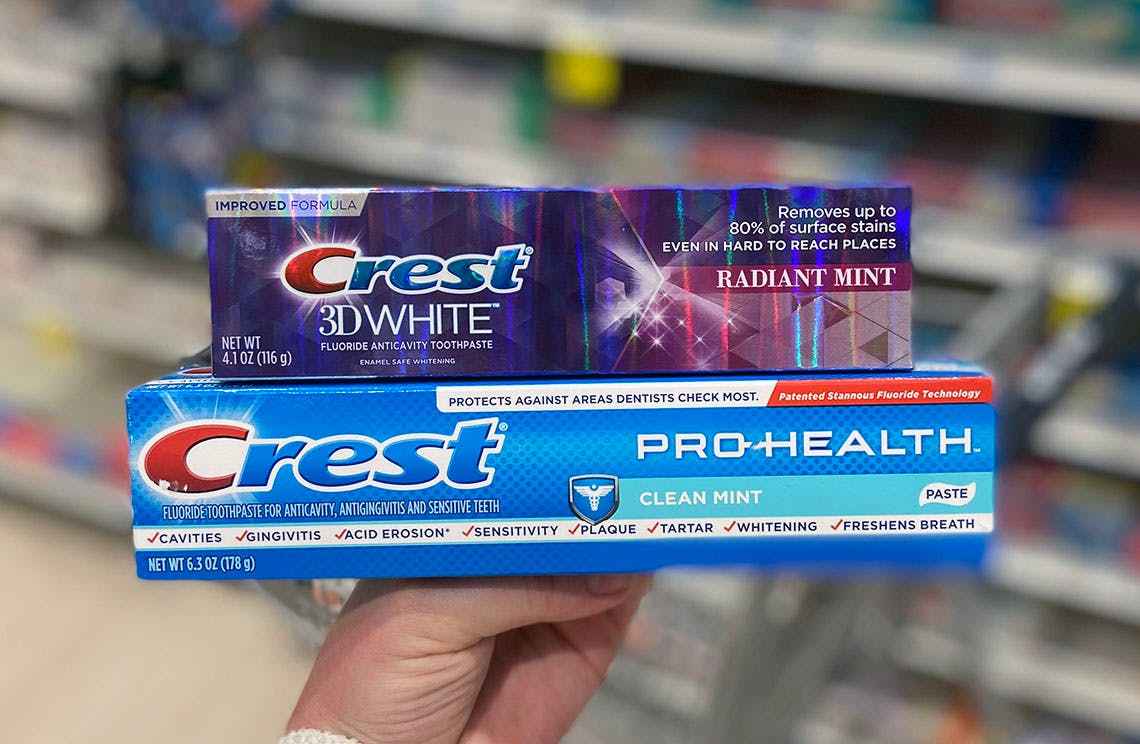 IMPROVED FORMULA
Crest®
3D WHITE™
FLUORIDE ANTICAVITY TOOTHPASTE
ENAMEL SAFE WHITENING
NET WT
4.1 OZ (116 g)
Removes up to
80% of surface stains
EVEN IN HARD TO REACH PLACES
RADIANT MINT
PROTECTS AGAINST AREAS DENTISTS CHECK MOST.
Patented Stannous Fluoride Technology
Crest®
PRO-HEALTH™
FLUORIDE TOOTHPASTE FOR ANTICAVITY, ANTIGINGIVITIS AND SENSITIVE TEETH
CLEAN MINT
PASTE
✓CAVITIES ✓GINGIVITIS ✓ACID EROSION* ✓SENSITIVITY ✓PLAQUE ✓TARTAR ✓WHITENING ✓FRESHENS BREATH
NET WT 6.3 OZ (178 g)